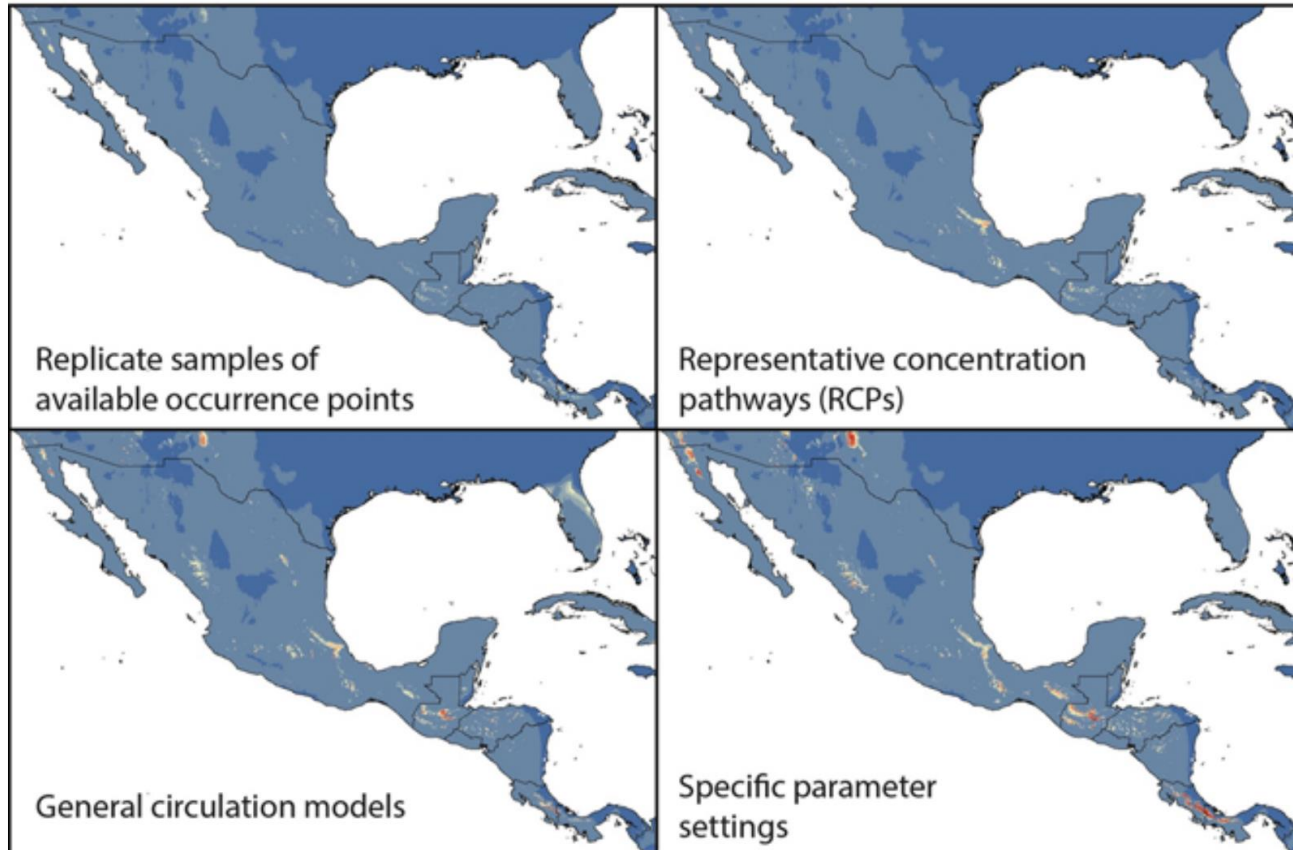 Replicate samples of
available occurrence points
Representative concentration
pathways (RCPs)
General circulation models
Specific parameter
settings